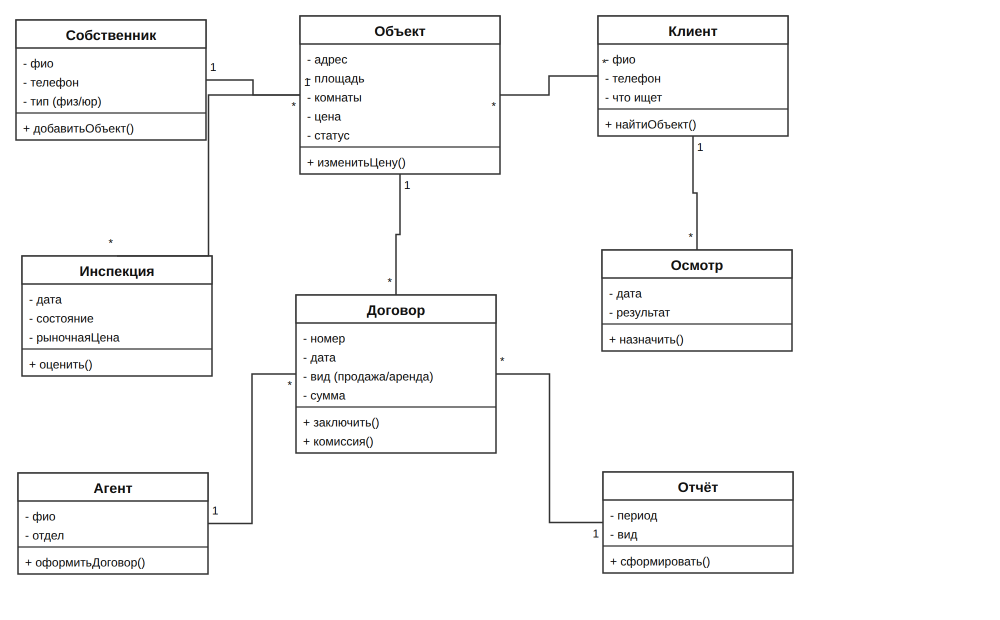 Собственник
- фио
- телефон
- тип (физ/юр)
+ добавитьОбъект()
1
*
Объект
1
- адрес
- площадь
- комнаты
- цена
- статус
+ изменитьЦену()
*
1
Клиент
*
- фио
- телефон
- что ищет
+ найтиОбъект()
1
*
Инспекция
- дата
- состояние
- рыночнаяЦена
+ оценить()
*
Договор
- номер
- дата
- вид (продажа/аренда)
- сумма
+ заключить()
+ комиссия()
*
*
*
Осмотр
- дата
- результат
+ назначить()
Агент
- фио
- отдел
+ оформитьДоговор()
1
Отчёт
- период
- вид
+ сформировать()
1